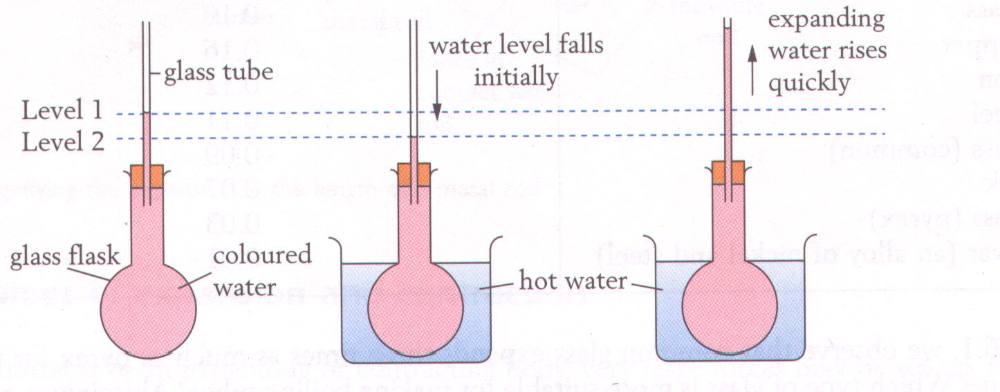 glass tube
Level 1
Level 2
glass flask
coloured
water
water level falls
initially
hot water
expanding
water rises
quickly